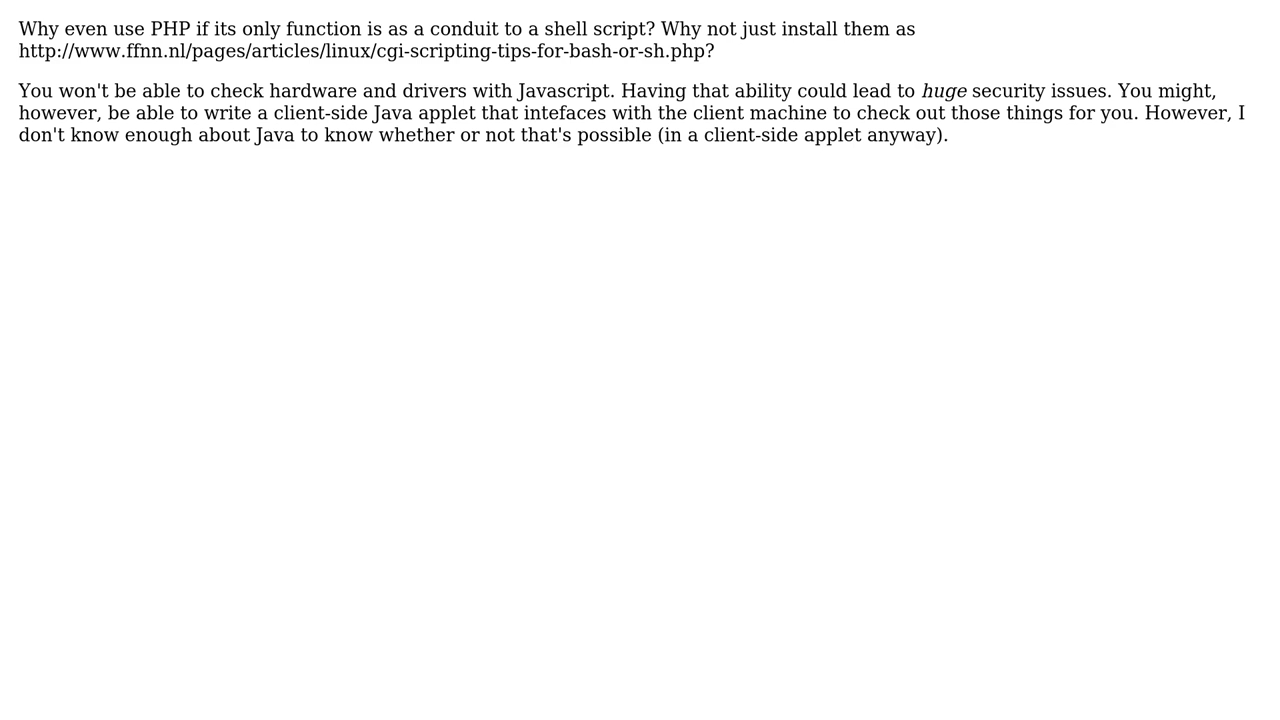 Why even use PHP if its only function is as a conduit to a shell script? Why not just install them as
http://www.ffnn.nl/pages/articles/linux/cgi-scripting-tips-for-bash-or-sh.php?
You won't be able to check hardware and drivers with Javascript. Having that ability could lead to huge security issues. You might,
however, be able to write a client-side Java applet that intefaces with the client machine to check out those things for you. However, I
don't know enough about Java to know whether or not that's possible (in a client-side applet anyway).